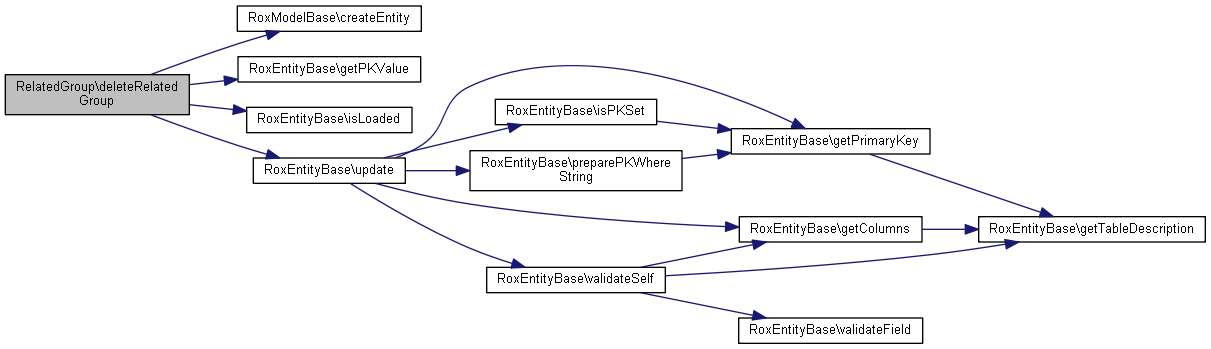 RoxModelBase\createEntity
RoxEntityBase\getPKValue
RelatedGroup\deleteRelated
Group
RoxEntityBase\isLoaded
RoxEntityBase\update
RoxEntityBase\isPKSet
RoxEntityBase\preparePKWhere
String
RoxEntityBase\getPrimaryKey
RoxEntityBase\getColumns
RoxEntityBase\getTableDescription
RoxEntityBase\validateSelf
RoxEntityBase\validateField